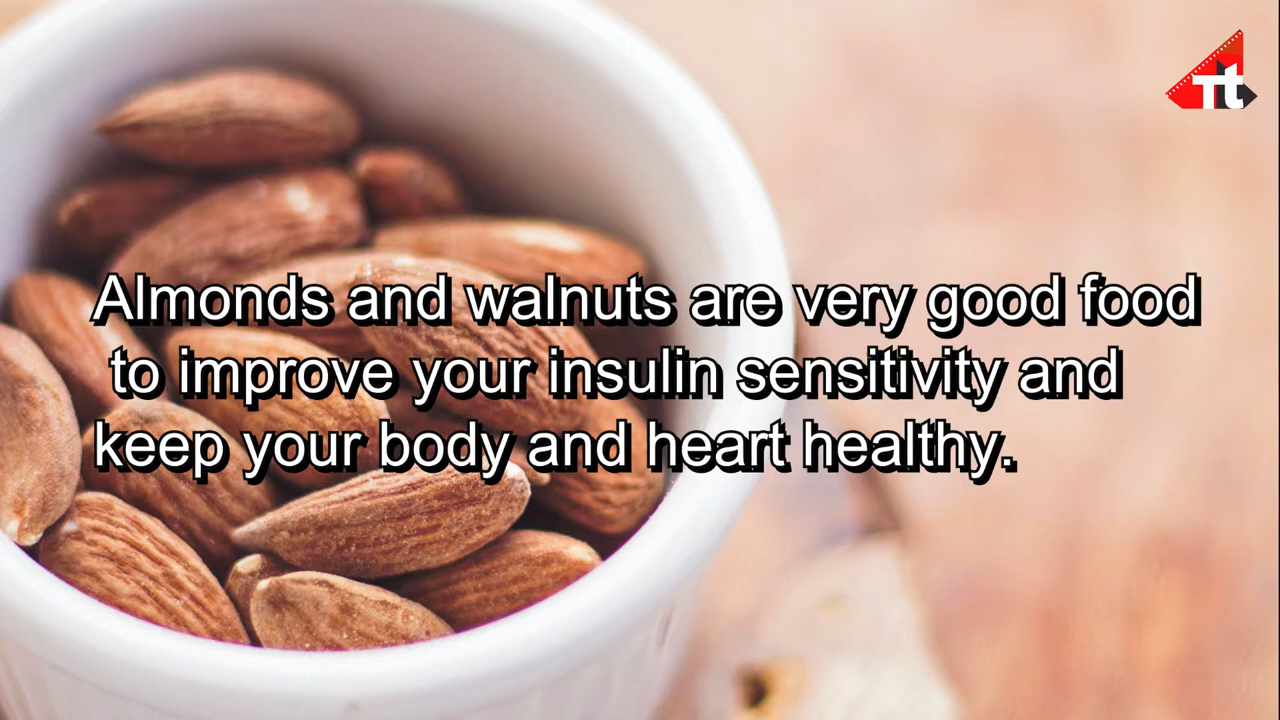 Tt
Almonds and walnuts are very good food
to improve your insulin sensitivity and
keep your body and heart healthy.